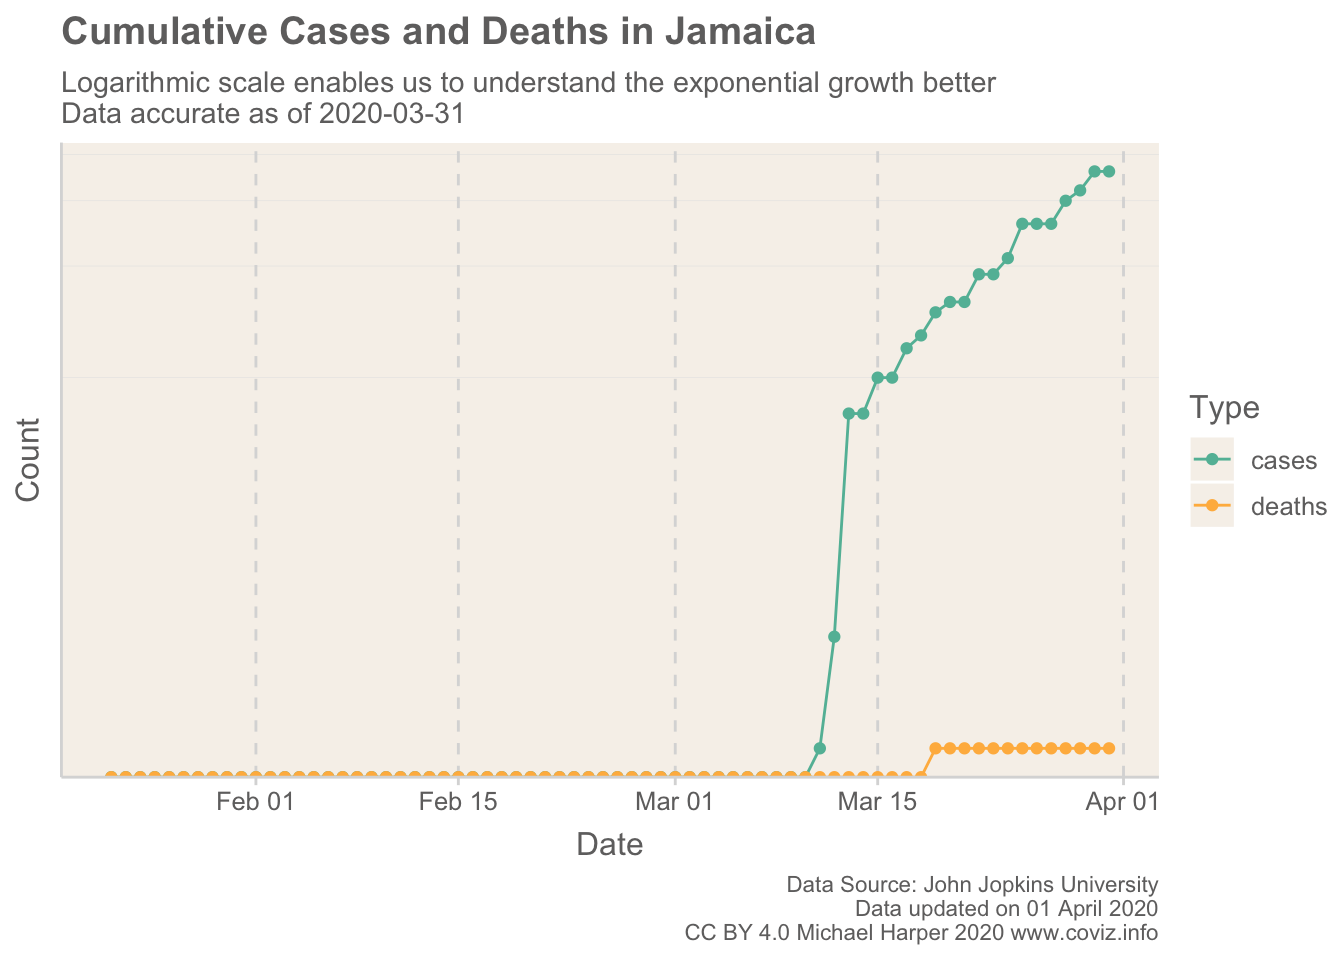 Cumulative Cases and Deaths in Jamaica
Logarithmic scale enables us to understand the exponential growth better
Data accurate as of 2020-03-31
Count
Type
cases
deaths
Feb 01
Feb 15
Mar 01
Mar 15
Apr 01
Date
Data Source: John Jopkins University
Data updated on 01 April 2020
CC BY 4.0 Michael Harper 2020 www.coviz.info